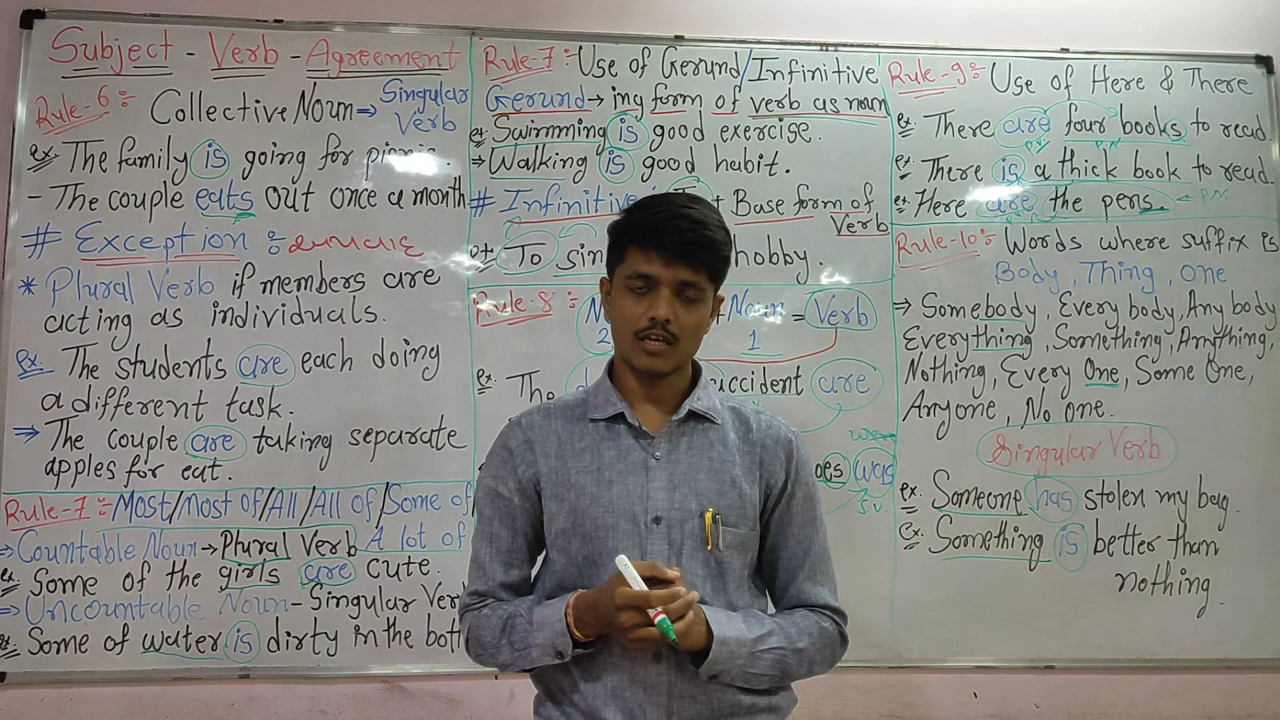 Subject - Verb - Agreement
Rule-6 :- Collective Noun → Singular Verb
Ex. The family is going for picnic.
- The couple eats out once a month
# Exception :- અપવાદ
* Plural Verb if members are
acting as individuals.
Ex. The students are each doing
a different task.
⇒ The couple are taking separate
apples for eat.
Rule-7 :- Most/Most of/All/All of/Some of
A lot of
⇒ Countable Noun → Plural Verb
ex. Some of the girls are cute.
⇒ Uncountable Noun - Singular Ver
ex. Some of water is dirty in the bott
Rule-7 :- Use of Gerund/Infinitive
Gerund → ing form of verb as noun
ex. Swimming is good exercise.
→ Walking is good habit.
# Infinitive : To + Base form of
Verb
To sin hobby.
Rule-8 :- N + Noun = Verb
2 1
ex. The accident are
oes was
S.V.
Rule-9 :- Use of Here & There
ex. There are four books to read.
P.V. P.N.
ex. There is a thick book to read.
ex. Here are the pens. ← P.N.
P.V.
Rule-10 :- Words where suffix is
Body, Thing, One
→ Somebody, Every body, Any body
Everything, Something, Anything,
Nothing, Every One, Some One,
Anyone, No one.
Singular Verb
ex. Someone has stolen my bag.
Ex. Something is better than
nothing.